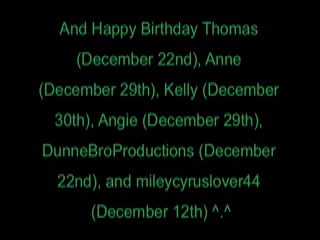 And Happy Birthday Thomas
(December 22nd), Anne
(December 29th), Kelly (December
30th), Angie (December 29th),
DunneBroProductions (December
22nd), and mileycyruslover44
(December 12th) ^.^